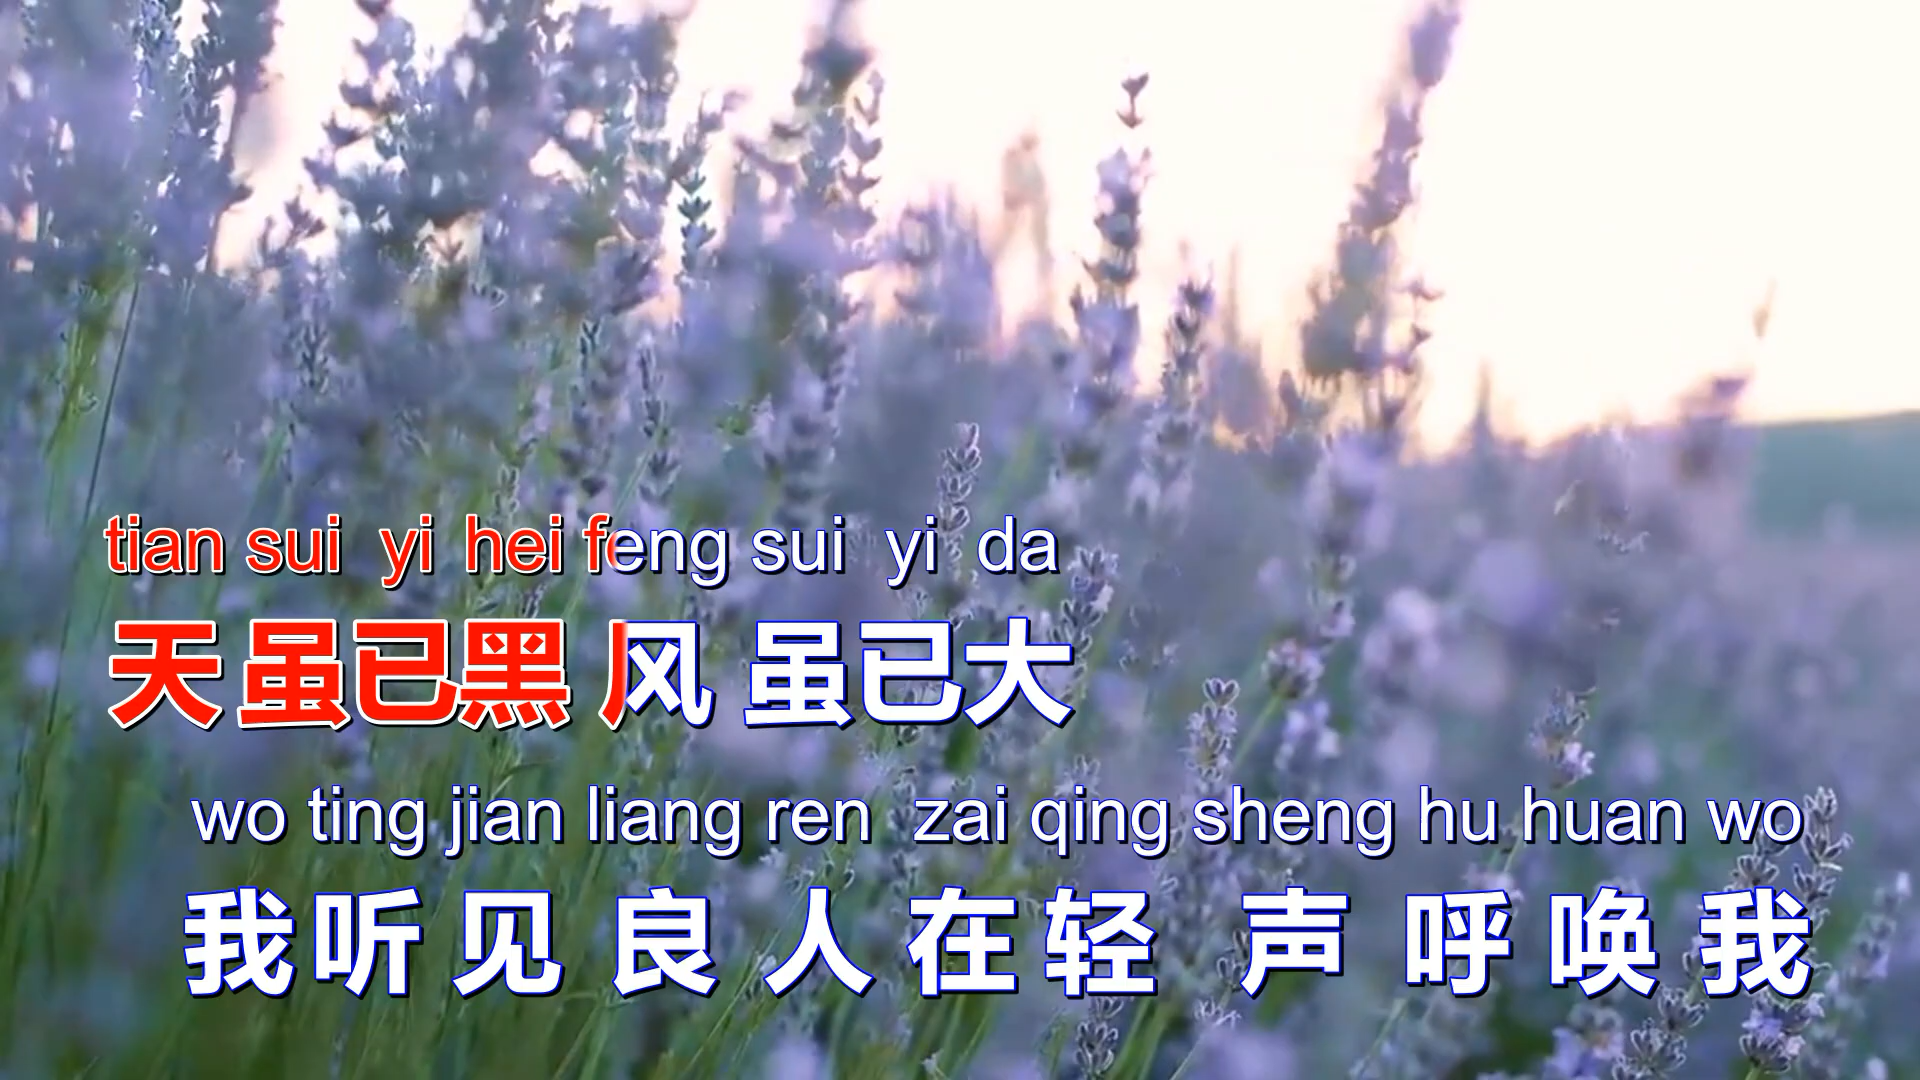 tian sui yi hei feng sui yi da
天虽已黑 风 虽已大
wo ting jian liang ren zai qing sheng hu huan wo
我听 见 良 人 在 轻 声 呼 唤 我